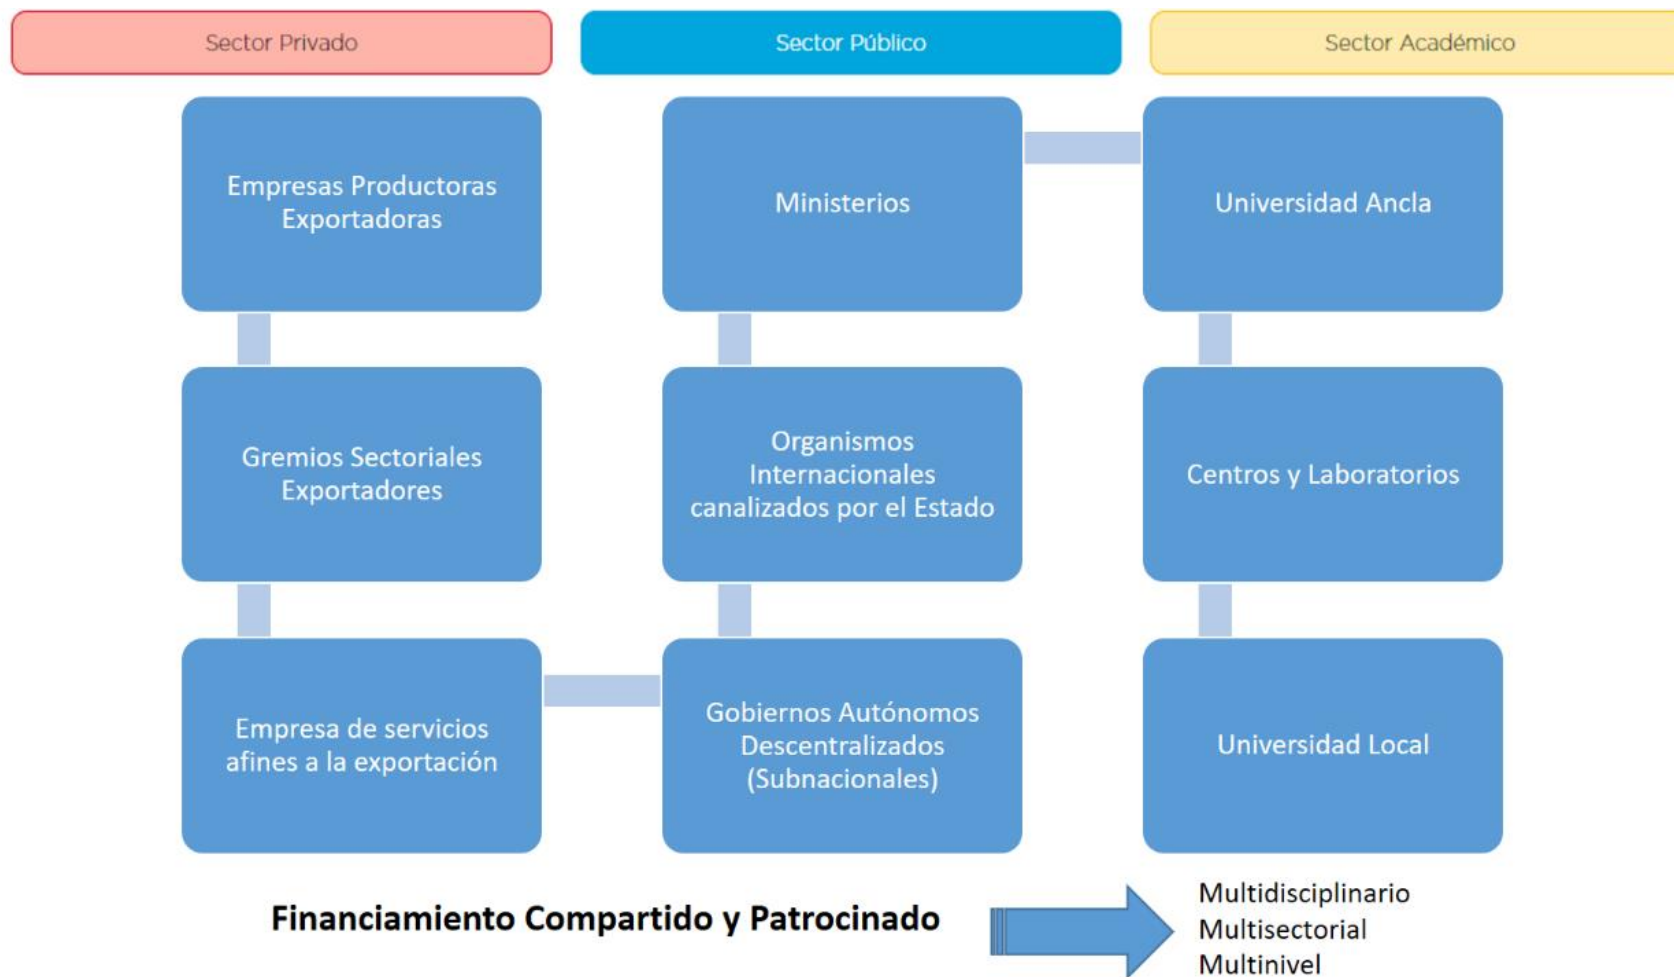 Sector Privado
Sector Público
Sector Académico
Empresas Productoras
Exportadoras
Ministerios
Universidad Ancla
Gremios Sectoriales
Exportadores
Organismos
Internacionales
canalizados por el Estado
Centros y Laboratorios
Empresa de servicios
afines a la exportación
Gobiernos Autónomos
Descentralizados
(Subnacionales)
Universidad Local
Financiamiento Compartido y Patrocinado
Multidisciplinario
Multisectorial
Multinivel